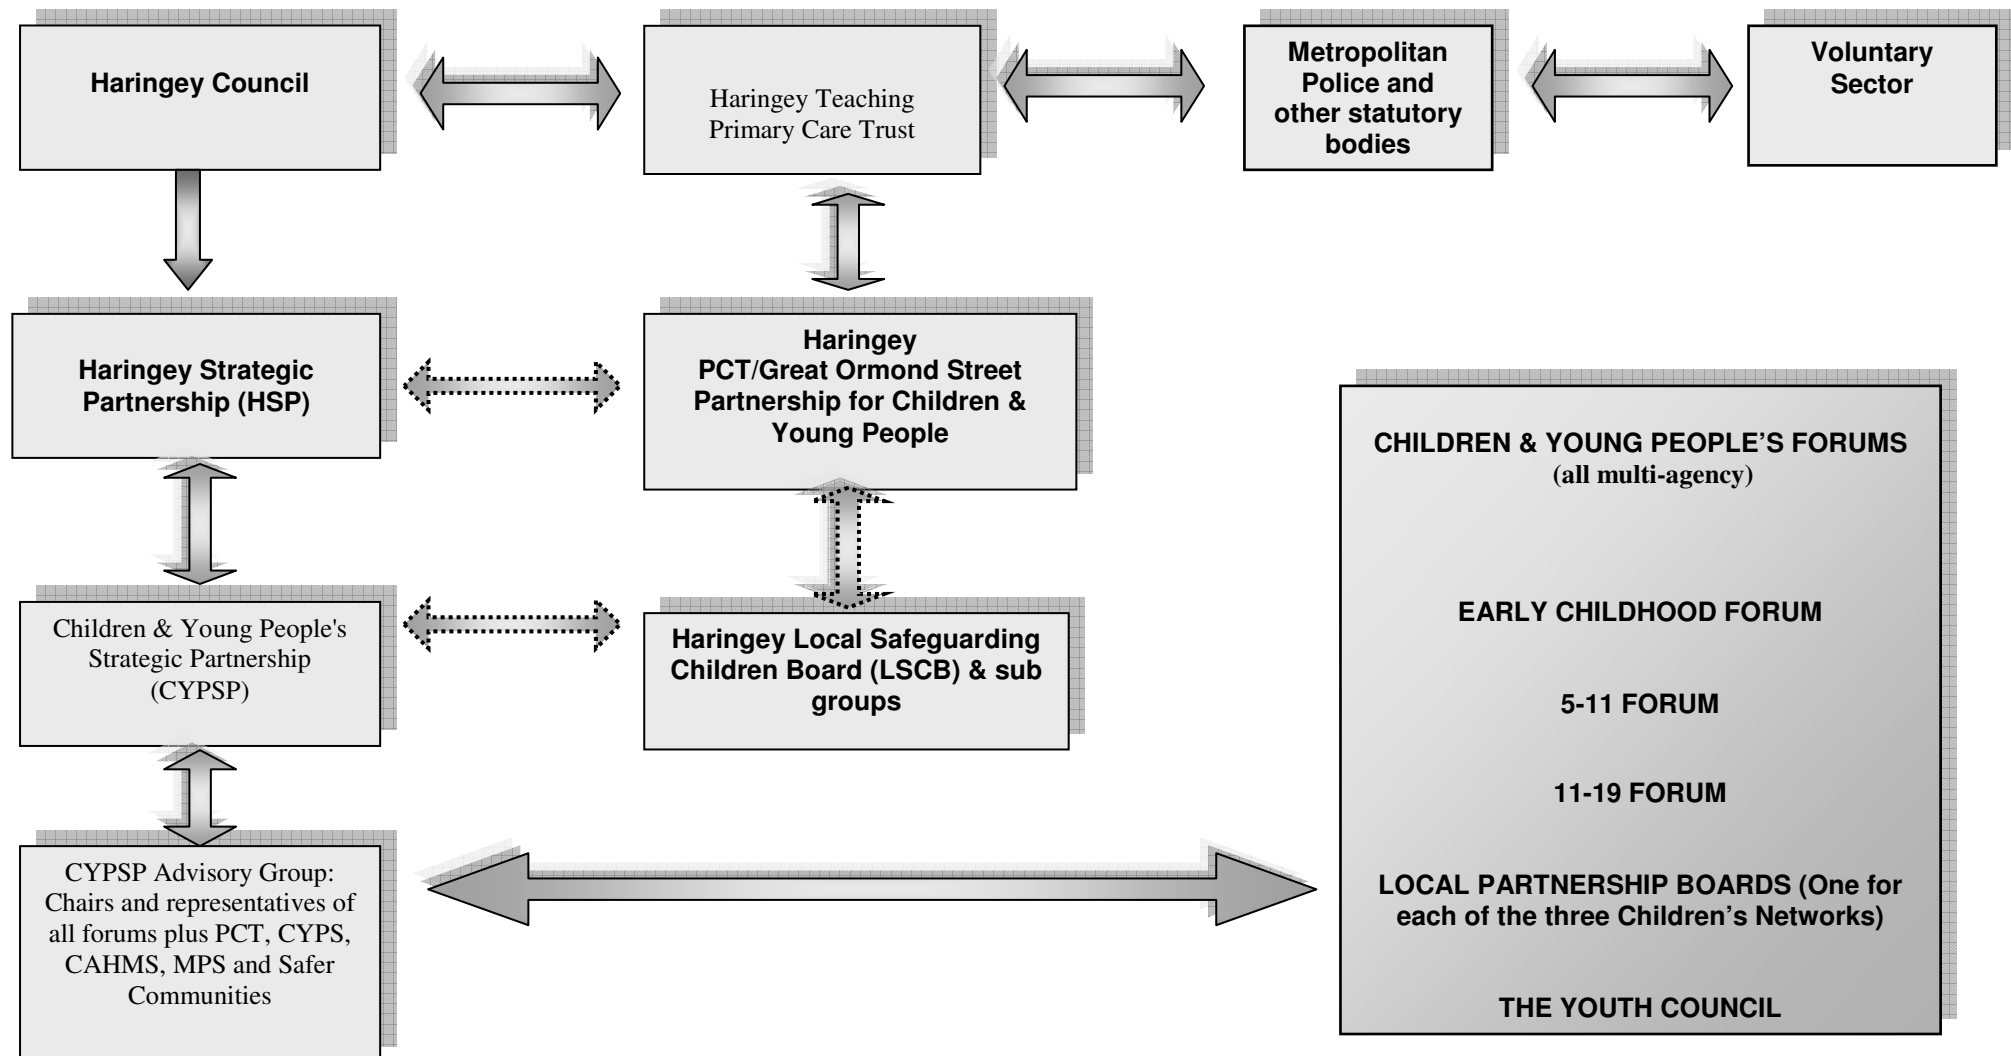 Haringey Council
Haringey Teaching
Primary Care Trust
Metropolitan
Police and
other statutory
bodies
Voluntary
Sector
Haringey Strategic
Partnership (HSP)
Haringey
PCT/Great Ormond Street
Partnership for Children &
Young People
Children & Young People's
Strategic Partnership
(CYPSP)
Haringey Local Safeguarding
Children Board (LSCB) & sub
groups
CYPSP Advisory Group:
Chairs and representatives of
all forums plus PCT, CYPS,
CAHMS, MPS and Safer
Communities
CHILDREN & YOUNG PEOPLE’S FORUMS
(all multi-agency)
EARLY CHILDHOOD FORUM
5-11 FORUM
11-19 FORUM
LOCAL PARTNERSHIP BOARDS (One for
each of the three Children’s Networks)
THE YOUTH COUNCIL